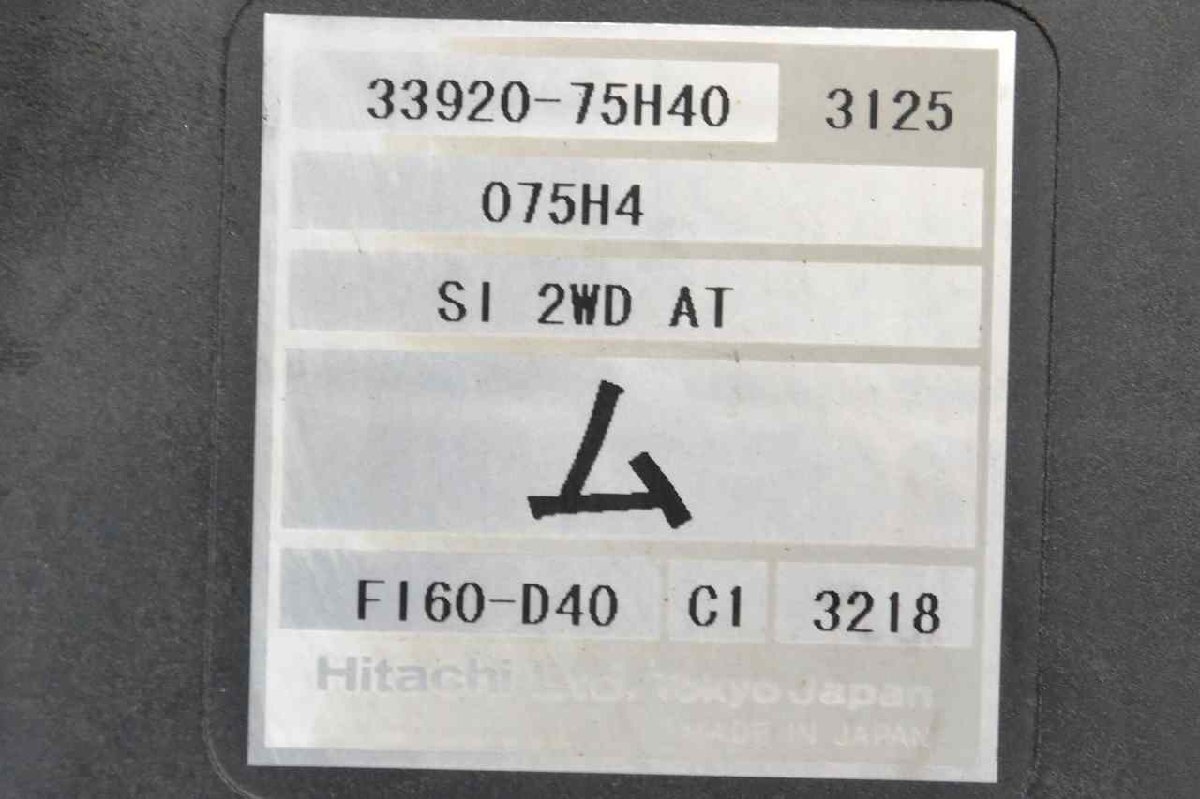 33920-75H40 3125
075H4
SI 2WD AT
ム
FI60-D40 C1 3218
Hitachi Ltd. Tokyo Japan
MADE IN JAPAN